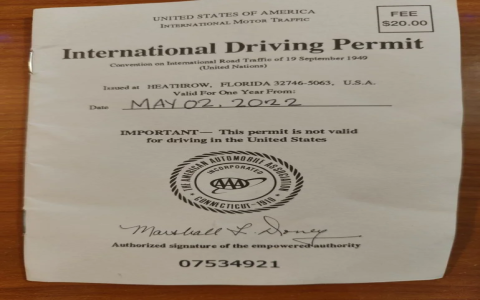 UNITED STATES OF AMERICA
INTERNATIONAL MOTOR TRAFFIC
FEE
$20.00
International Driving Permit
Convention on International Road Traffic of 19 September 1949
(United Nations)
Issued at HEATHROW, FLORIDA 32746-5063, U.S.A.
Valid For One Year From:
Date MAY 02. 2022
IMPORTANT— This permit is not valid
for driving in the United States
THE AMERICAN AUTOMOBILE ASSOCIATION
INCORPORATED
AAA
CONNECTICUT - 1910
Marshall L. Doney
Authorized signature of the empowered authority
07534921